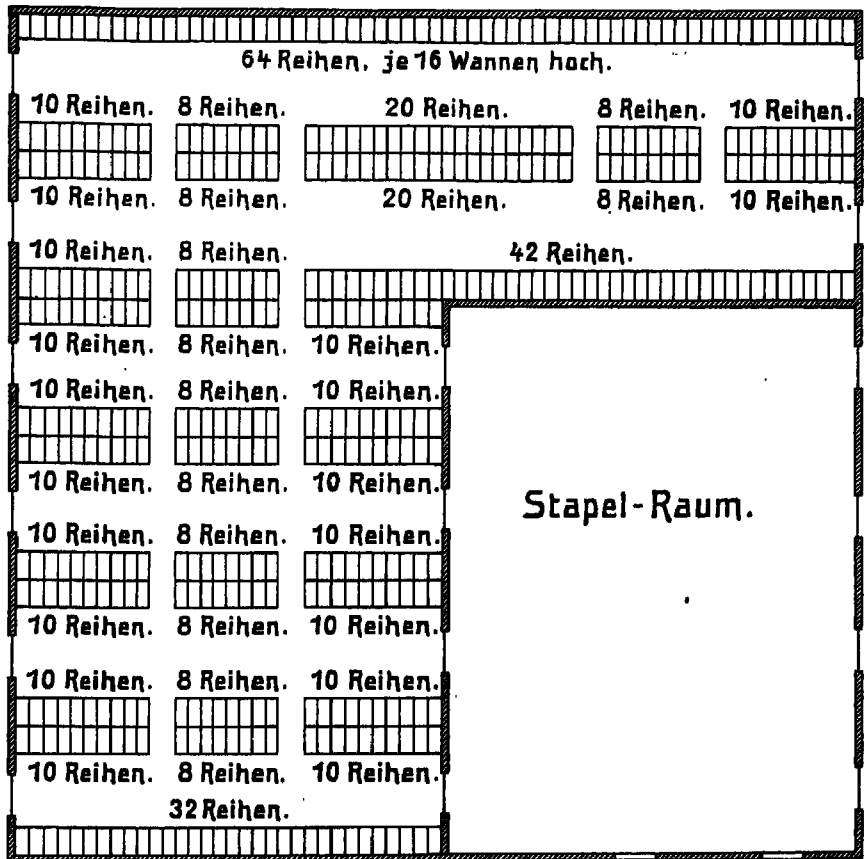 64 Reihen, je 16 Wannen hoch.
10 Reihen. 8 Reihen. 20 Reihen. 8 Reihen. 10 Reihen.
10 Reihen. 8 Reihen. 20 Reihen. 8 Reihen. 10 Reihen.
10 Reihen. 8 Reihen. 42 Reihen.
10 Reihen. 8 Reihen. 10 Reihen.
10 Reihen. 8 Reihen. 10 Reihen.
10 Reihen. 8 Reihen. 10 Reihen.
Stapel-Raum.
10 Reihen. 8 Reihen. 10 Reihen.
10 Reihen. 8 Reihen. 10 Reihen.
10 Reihen. 8 Reihen. 10 Reihen.
10 Reihen. 8 Reihen. 10 Reihen.
32 Reihen.